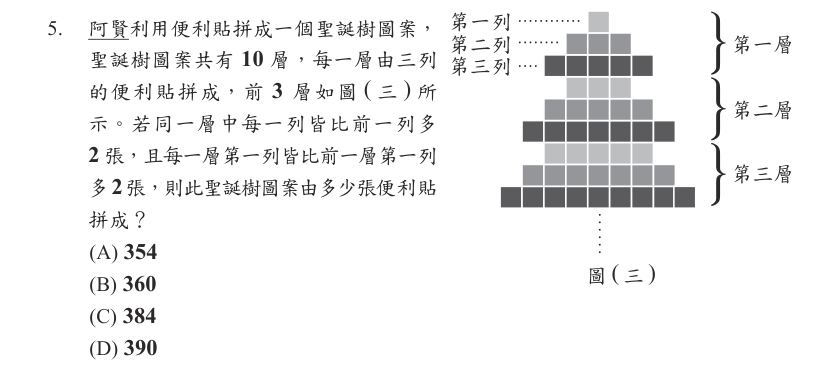 5. 阿賢利用便利貼拼成一個聖誕樹圖案，
聖誕樹圖案共有 10 層，每一層由三列
的便利貼拼成，前 3 層如圖(三)所
示。若同一層中每一列皆比前一列多
2 張，且每一層第一列皆比前一層第一列
多 2 張，則此聖誕樹圖案由多少張便利貼
拼成？
(A) 354
(B) 360
(C) 384
(D) 390
第一列
第二列
第三列
第一層
第二層
第三層
圖(三)